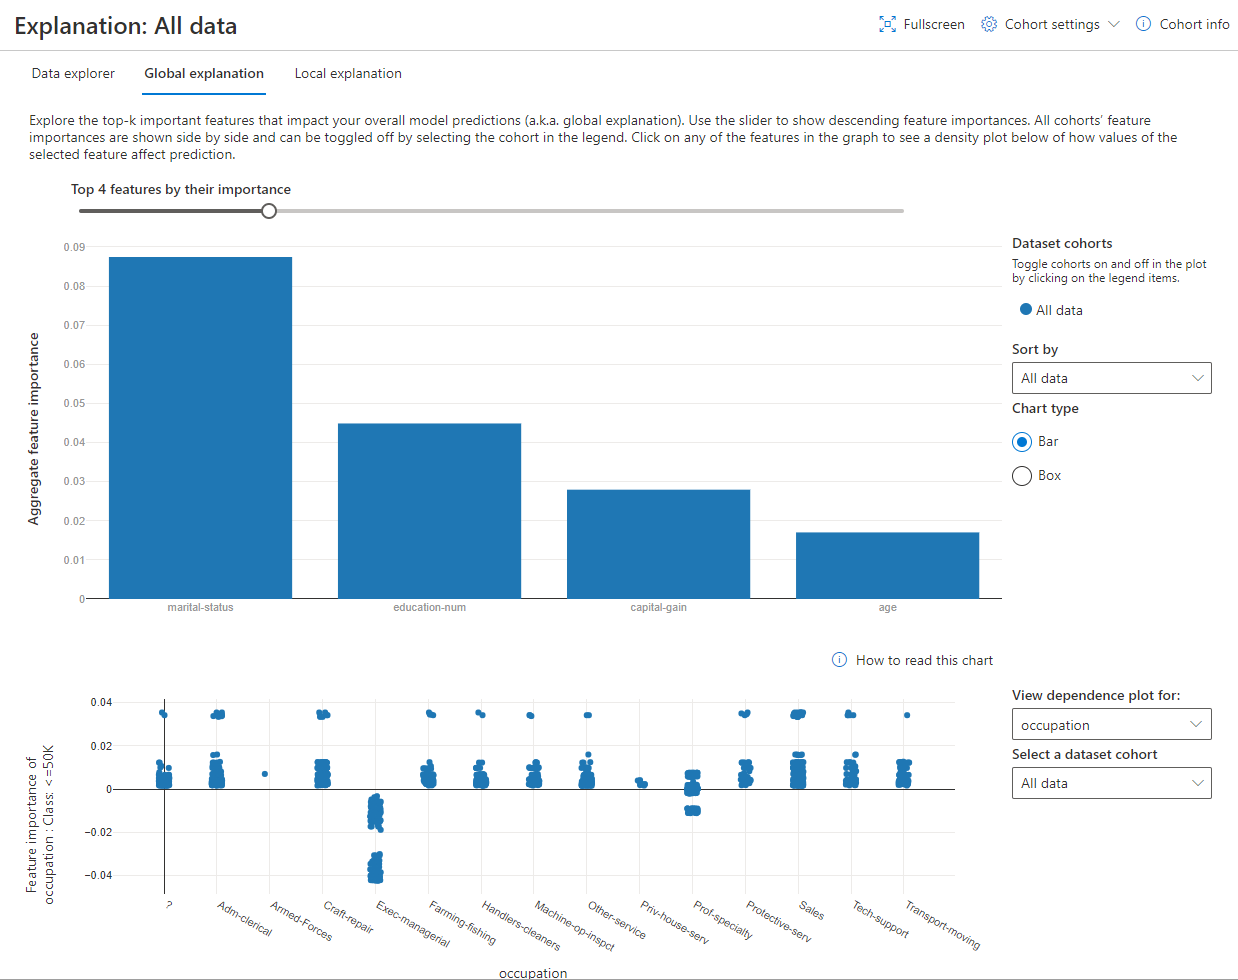 Explanation: All data
Fullscreen
Cohort settings
Cohort info
Data explorer
Global explanation
Local explanation
Explore the top-k important features that impact your overall model predictions (a.k.a. global explanation). Use the slider to show descending feature importances. All cohorts' feature
importances are shown side by side and can be toggled off by selecting the cohort in the legend. Click on any of the features in the graph to see a density plot below of how values of the
selected feature affect prediction.
Top 4 features by their importance
Aggregate feature importance
0.09
0.08
0.07
0.06
0.05
0.04
0.03
0.02
0.01
0
marital-status
education-num
capital-gain
age
Dataset cohorts
Toggle cohorts on and off in the plot
by clicking on the legend items.
All data
Sort by
All data
Chart type
Bar
Box
How to read this chart
Feature importance of
occupation : Class: <=50K
0.04
0.02
0
−0.02
−0.04
?
Adm-clerical
Armed-Forces
Craft-repair
Exec-managerial
Farming-fishing
Handlers-cleaners
Machine-op-inspct
Other-service
Priv-house-serv
Prof-specialty
Protective-serv
Sales
Tech-support
Transport-moving
occupation
View dependence plot for:
occupation
Select a dataset cohort
All data